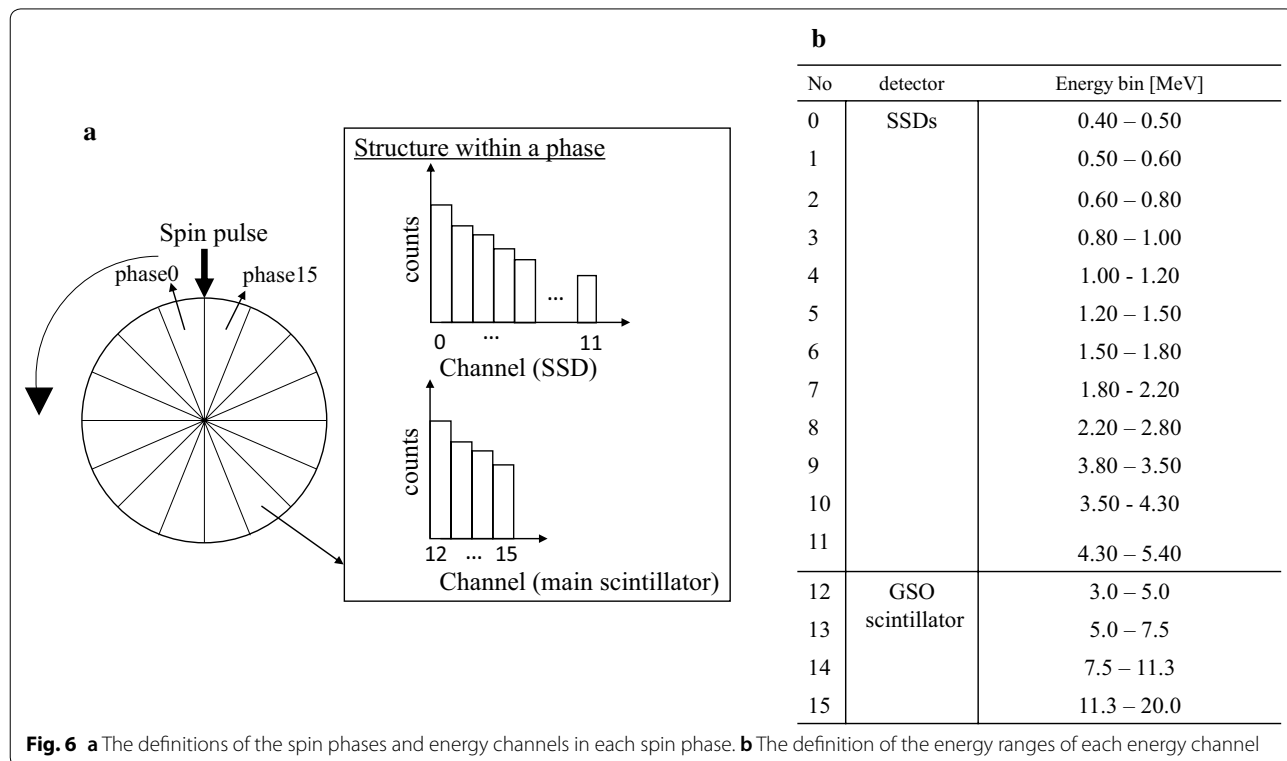 a
Spin pulse
phase0
phase15
Structure within a phase
counts
0 ... ... 11
Channel (SSD)
counts
12 ... 15
Channel (main scintillator)
b
No detector Energy bin [MeV]
0 SSDs 0.40 – 0.50
1 0.50 – 0.60
2 0.60 – 0.80
3 0.80 – 1.00
4 1.00 - 1.20
5 1.20 – 1.50
6 1.50 – 1.80
7 1.80 - 2.20
8 2.20 – 2.80
9 3.80 – 3.50
10 3.50 - 4.30
11 4.30 – 5.40
12 GSO 3.0 – 5.0
13 scintillator 5.0 – 7.5
14 7.5 – 11.3
15 11.3 – 20.0
Fig. 6 a The definitions of the spin phases and energy channels in each spin phase. b The definition of the energy ranges of each energy channel